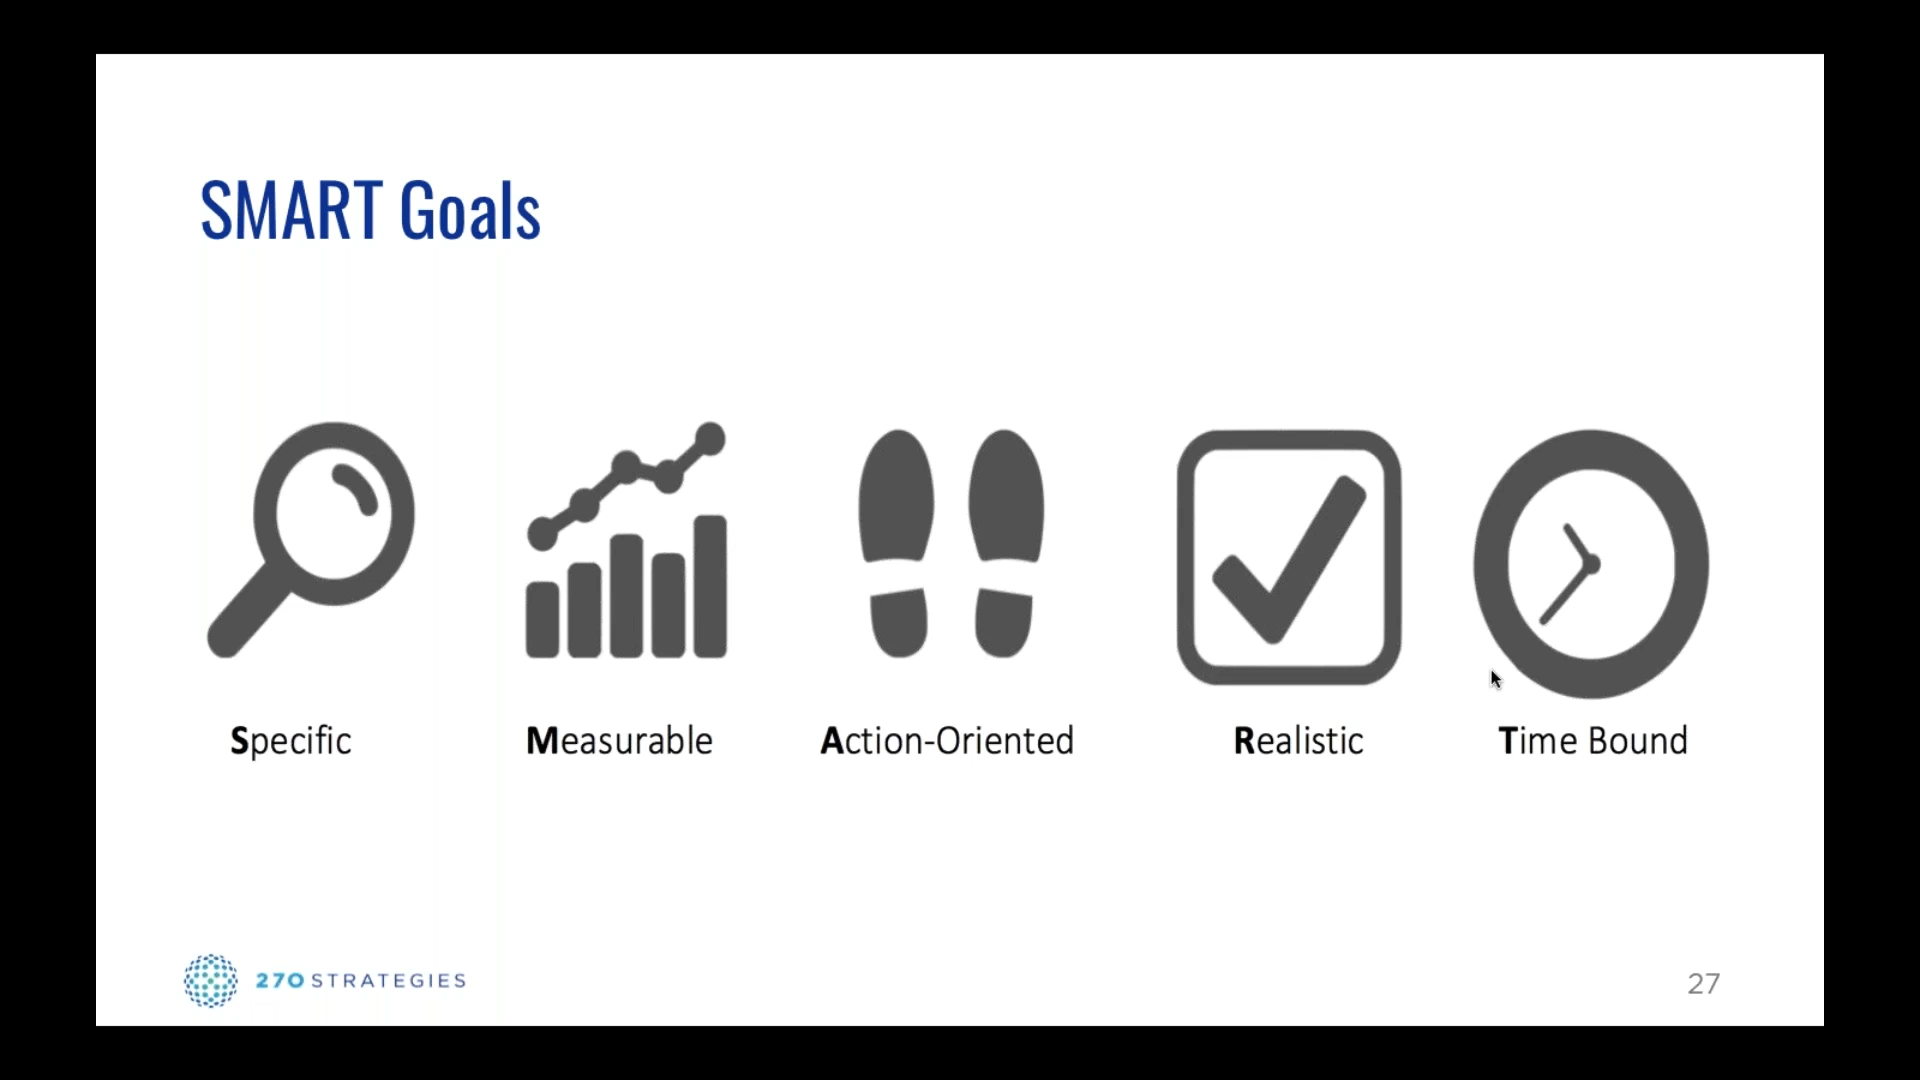 SMART Goals
Specific
Measurable
Action-Oriented
Realistic
Time Bound
270 STRATEGIES
27